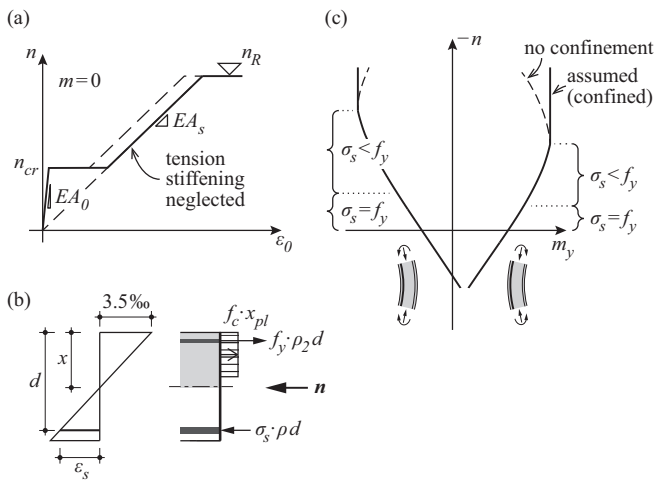 (a)
n
m=0
n_R
n_cr
EA_s
EA_0
tension
stiffening
neglected
ε_0
(b)
3.5‰
d
x
ε_s
f_c·x_pl
f_y·ρ_2d
n
σ_s·ρd
(c)
−n
no confinement
assumed
(confined)
σ_s<f_y
σ_s=f_y
σ_s<f_y
σ_s=f_y
m_y